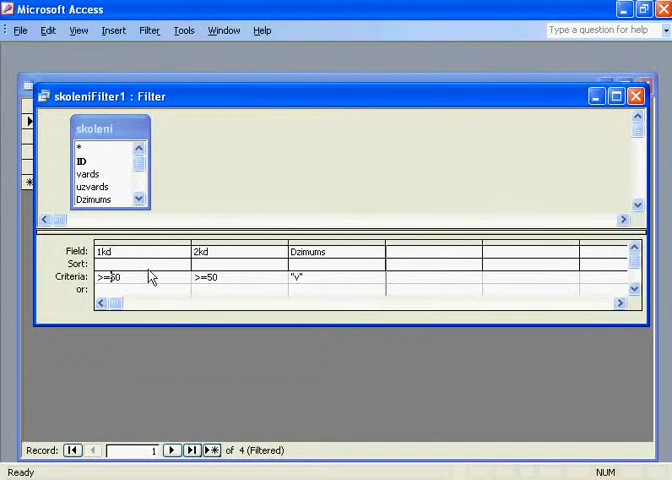 Microsoft Access
File Edit View Insert Filter Tools Window Help Type a question for help
skoleniFilter1 : Filter
skoleni
*
ID
vards
uzvards
Dzimums
Field: 1kd 2kd Dzimums
Sort:
Criteria: >=60 >=50 "v"
or:
Record: 1 of 4 (Filtered)
Ready NUM